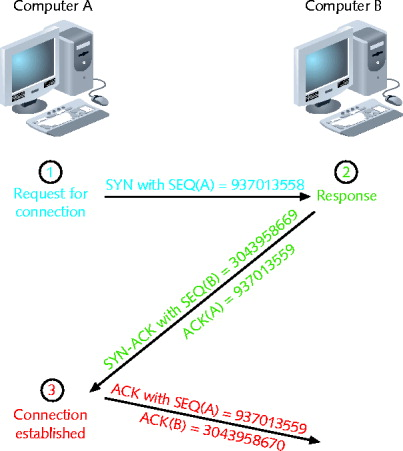 Computer A
Computer B
1
SYN with SEQ(A) = 937013558
2
Request for
connection
Response
SYN-ACK with SEQ(B) = 3043958669
ACK(A) = 937013559
3
Connection
established
ACK with SEQ(A) = 937013559
ACK(B) = 3043958670